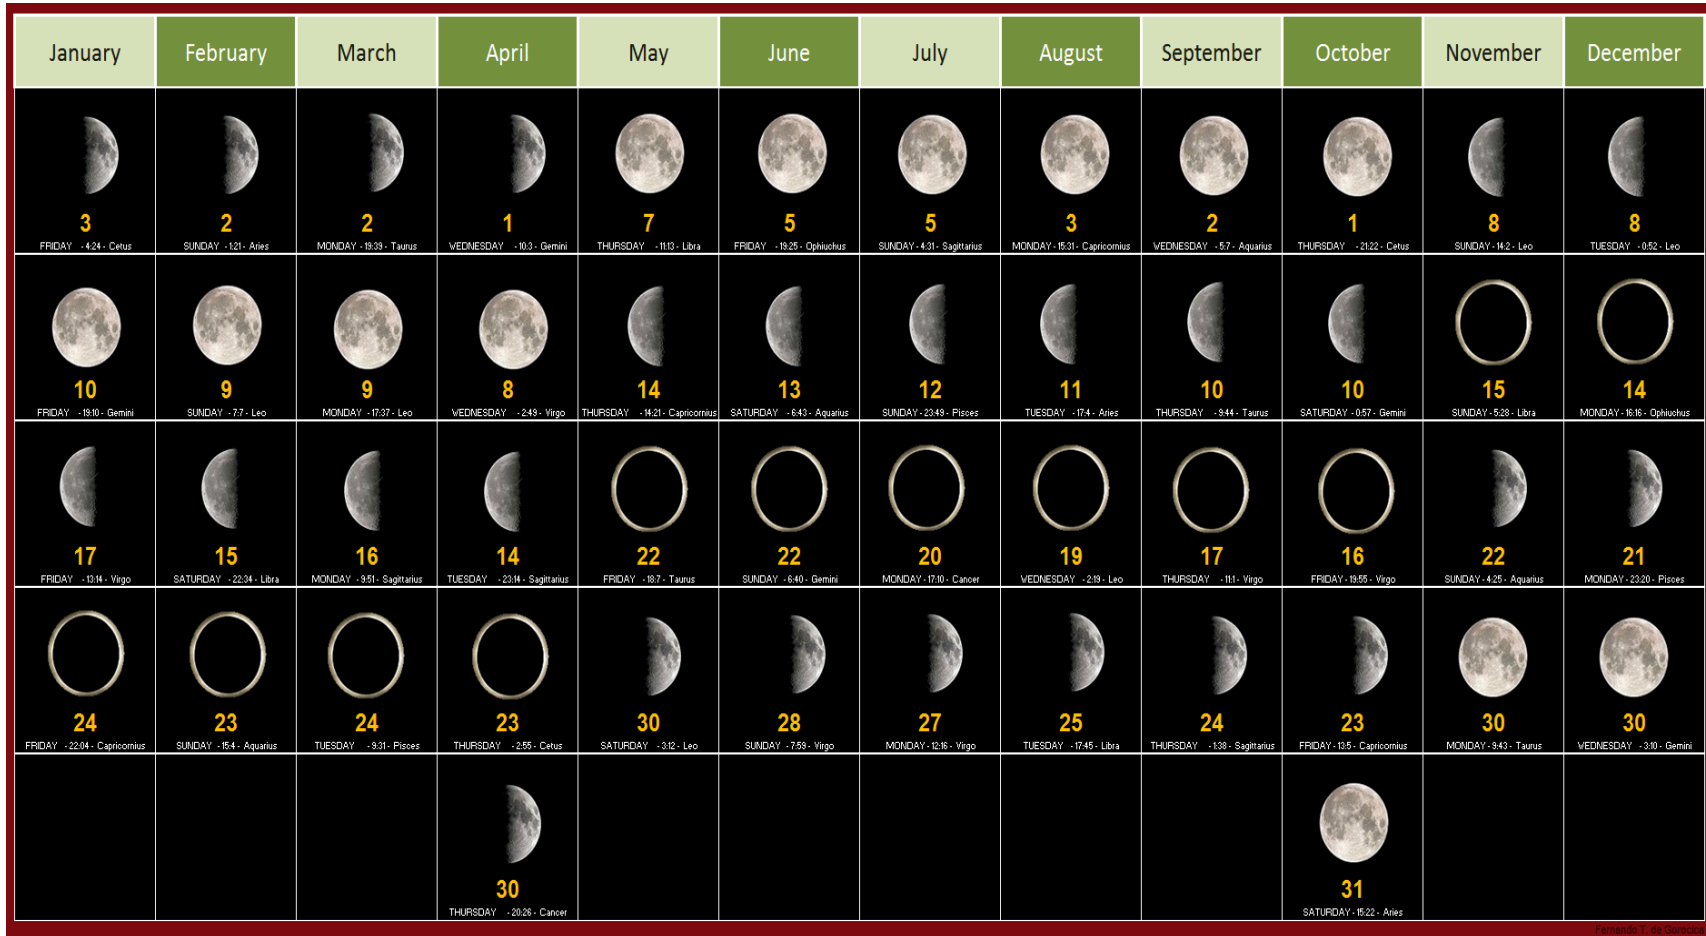 January February March April May June July August September October November December
3 2 2 1 7 5 5 3 2 1 8 8
FRIDAY - 4:24 - Cetus SUNDAY - 1:21 - Aries MONDAY - 19:39 - Taurus WEDNESDAY - 10:3 - Gemini THURSDAY - 11:13 - Libra FRIDAY - 19:25 - Ophiuchus SUNDAY - 4:31 - Sagittarius MONDAY - 15:31 - Capricornius WEDNESDAY - 5:7 - Aquarius THURSDAY - 21:22 - Cetus SUNDAY - 14:2 - Leo TUESDAY - 0:52 - Leo
10 9 9 8 14 13 12 11 10 10 15 14
FRIDAY - 19:10 - Gemini SUNDAY - 7:7 - Leo MONDAY - 17:37 - Leo WEDNESDAY - 2:49 - Virgo THURSDAY - 14:21 - Capricornius SATURDAY - 6:43 - Aquarius SUNDAY - 23:49 - Pisces TUESDAY - 17:4 - Aries THURSDAY - 9:44 - Taurus SATURDAY - 0:57 - Gemini SUNDAY - 5:28 - Libra MONDAY - 16:16 - Ophiuchus
17 15 16 14 22 22 20 19 17 16 22 21
FRIDAY - 13:14 - Virgo SATURDAY - 22:34 - Libra MONDAY - 9:51 - Sagittarius TUESDAY - 23:14 - Sagittarius FRIDAY - 18:7 - Taurus SUNDAY - 6:40 - Gemini MONDAY - 17:10 - Cancer WEDNESDAY - 2:19 - Leo THURSDAY - 11:1 - Virgo FRIDAY - 19:55 - Virgo SUNDAY - 4:25 - Aquarius MONDAY - 23:20 - Pisces
24 23 24 23 30 28 27 25 24 23 30 30
FRIDAY - 22:04 - Capricornius SUNDAY - 15:4 - Aquarius TUESDAY - 9:31 - Pisces THURSDAY - 2:55 - Cetus SATURDAY - 3:12 - Leo SUNDAY - 7:59 - Virgo MONDAY - 12:16 - Virgo TUESDAY - 17:45 - Libra THURSDAY - 1:38 - Sagittarius FRIDAY - 13:5 - Capricornius MONDAY - 9:43 - Taurus WEDNESDAY - 3:10 - Gemini
30 31
THURSDAY - 20:26 - Cancer SATURDAY - 15:22 - Aries
Fernando T. de Gorocica